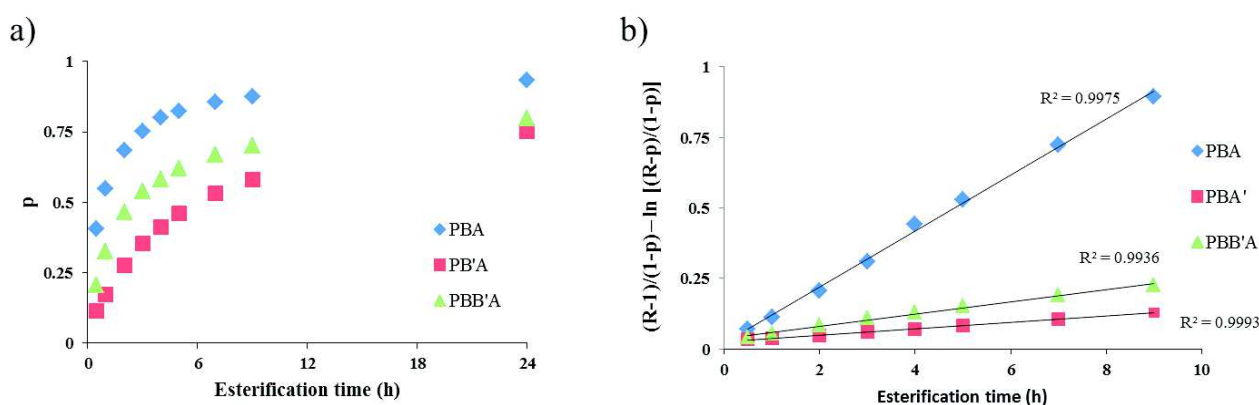 a)
1
0.75
0.5
0.25
0
p
0
6
12
18
24
Esterification time (h)
PBA
PB'A
PBB'A
b)
1
0.75
0.5
0.25
0
(R-1)/(1-p)−ln [(R-p)/(1-p)]
0
2
4
6
8
10
Esterification time (h)
R² = 0.9975
R² = 0.9936
R² = 0.9993
PBA
PBA'
PBB'A